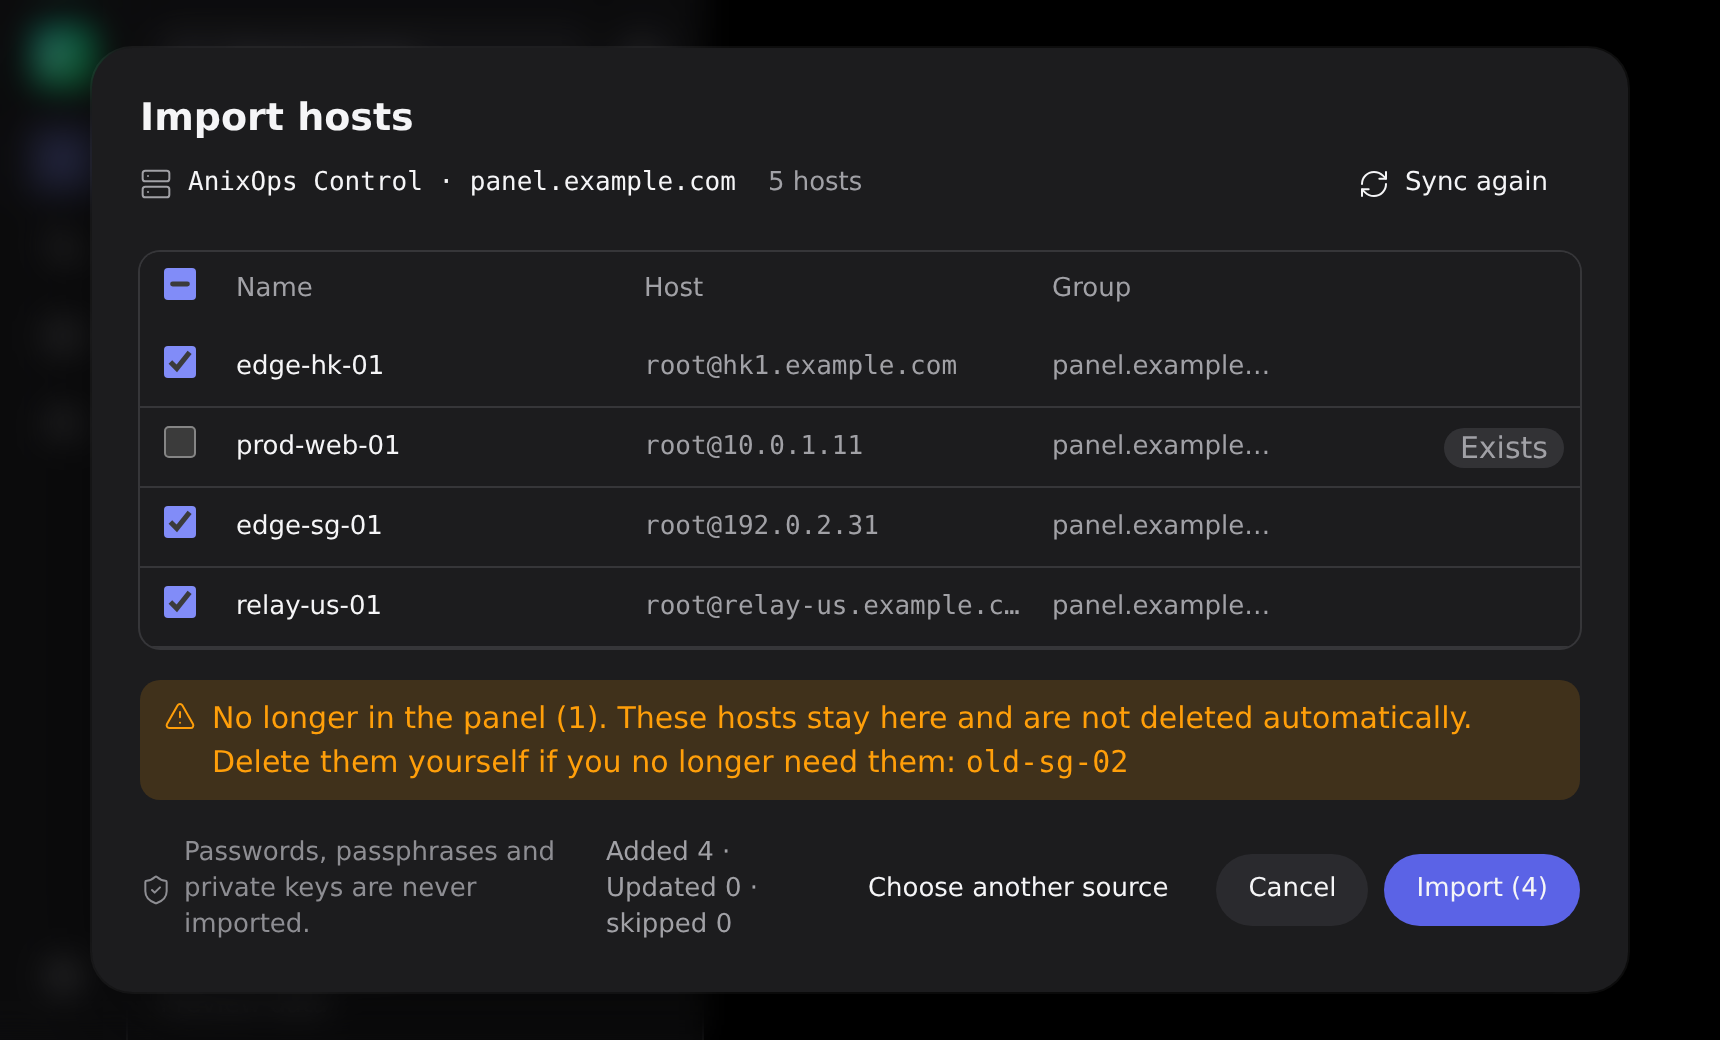 Import hosts
AnixOps Control · panel.example.com 5 hosts Sync again
Name Host Group
edge-hk-01 root@hk1.example.com panel.example…
prod-web-01 root@10.0.1.11 panel.example… Exists
edge-sg-01 root@192.0.2.31 panel.example…
relay-us-01 root@relay-us.example.c… panel.example…
No longer in the panel (1). These hosts stay here and are not deleted automatically.
Delete them yourself if you no longer need them: old-sg-02
Passwords, passphrases and
private keys are never
imported.
Added 4 ·
Updated 0 ·
skipped 0
Choose another source
Cancel
Import (4)